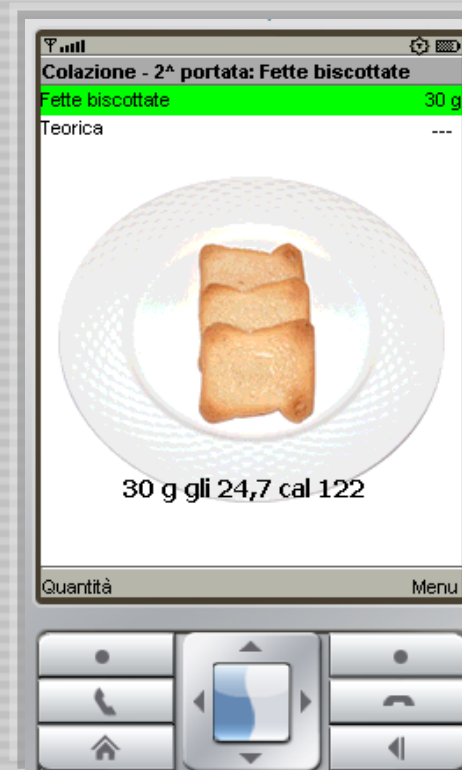 Colazione - 2^ portata: Fette biscottate
Fette biscottate 30 g
Teorica ---
30 g gli 24,7 cal 122
Quantità Menu